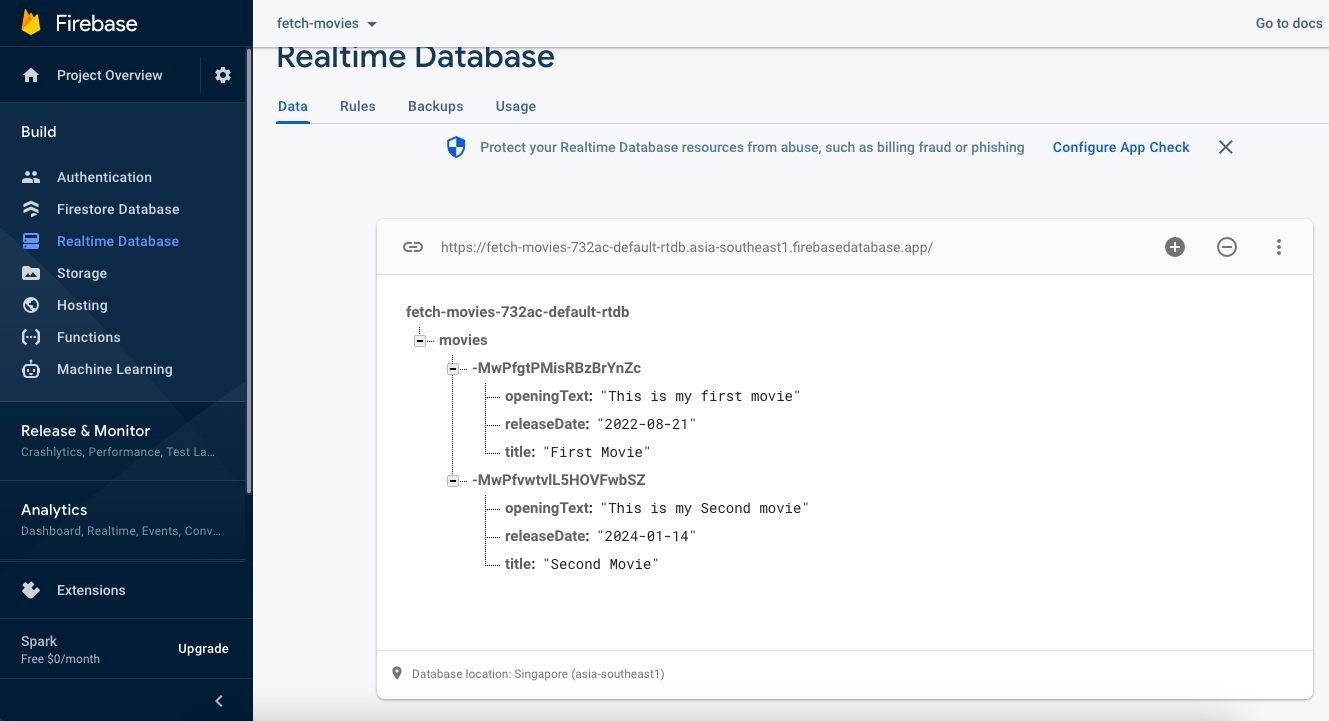 Firebase
Project Overview
Build
Authentication
Firestore Database
Realtime Database
Storage
Hosting
Functions
Machine Learning
Release & Monitor
Crashlytics, Performance, Test La…
Analytics
Dashboard, Realtime, Events, Conv…
Extensions
Spark
Free $0/month
Upgrade
fetch-movies
Go to docs
Realtime Database
Data Rules Backups Usage
Protect your Realtime Database resources from abuse, such as billing fraud or phishing Configure App Check
https://fetch-movies-732ac-default-rtdb.asia-southeast1.firebasedatabase.app/
fetch-movies-732ac-default-rtdb
movies
-MwPfgtPMisRBzBrYnZc
openingText: "This is my first movie"
releaseDate: "2022-08-21"
title: "First Movie"
-MwPfvwtvlL5HOVFwbSZ
openingText: "This is my Second movie"
releaseDate: "2024-01-14"
title: "Second Movie"
Database location: Singapore (asia-southeast1)